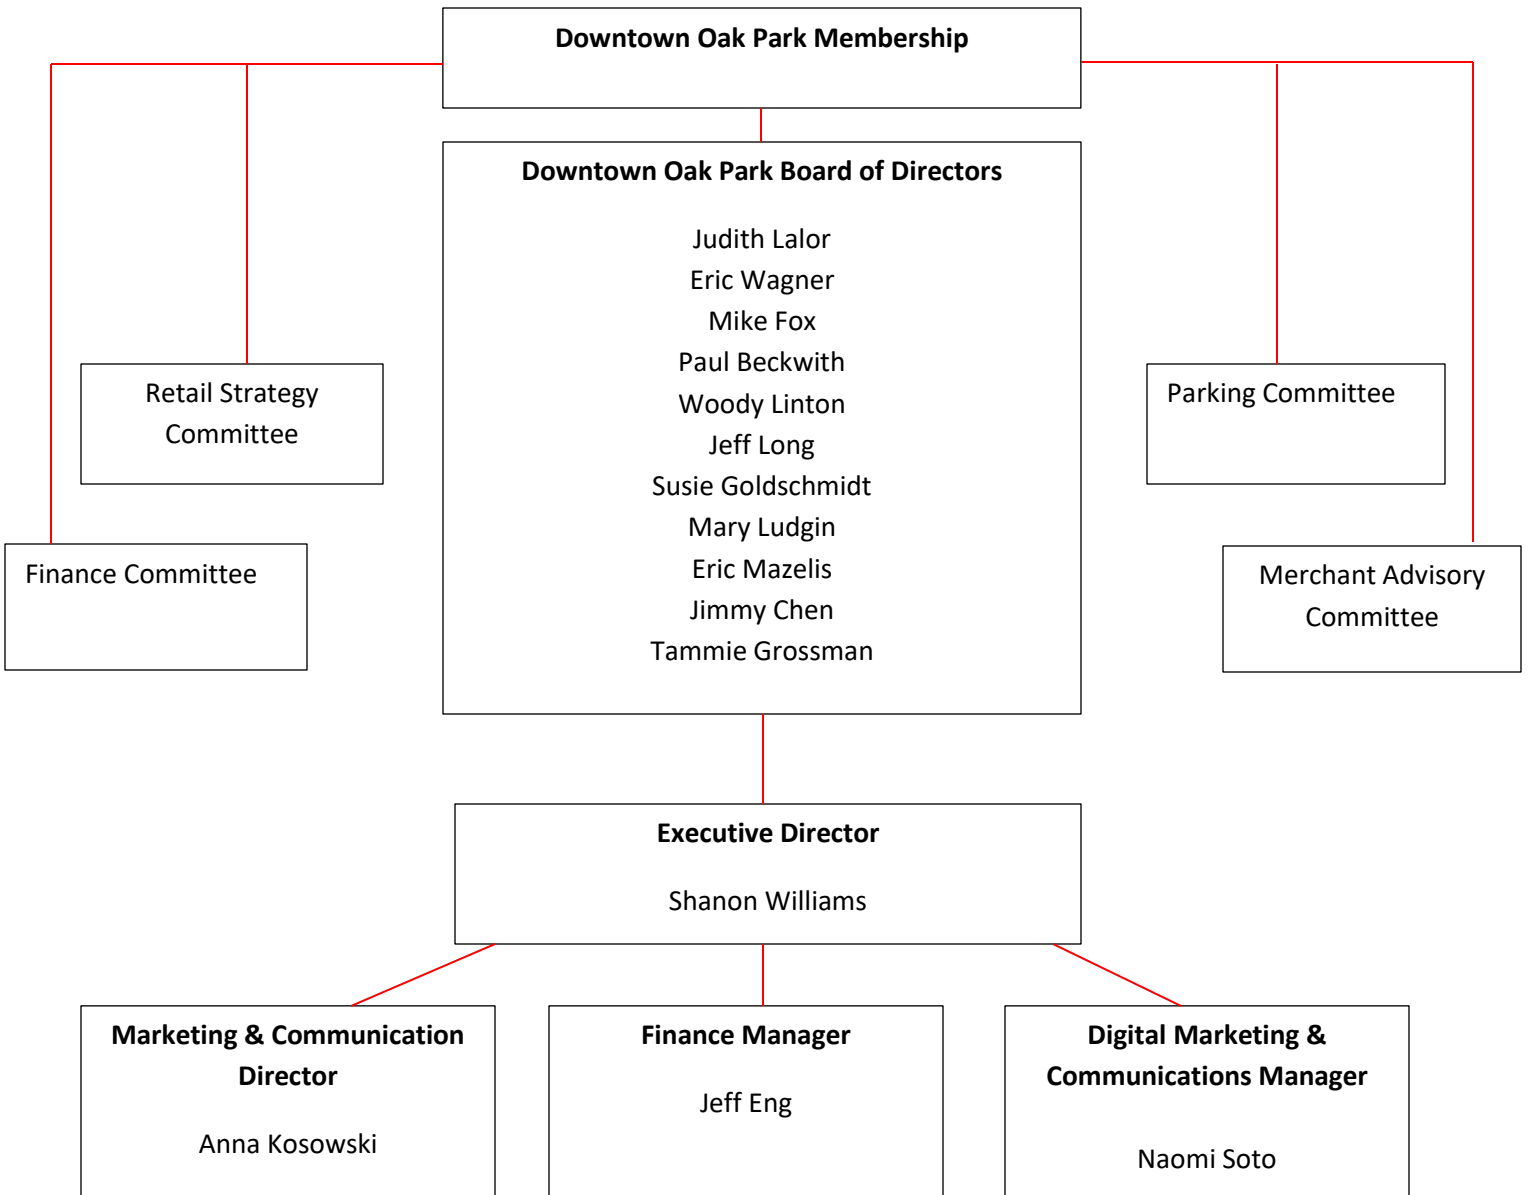 Downtown Oak Park Membership
Downtown Oak Park Board of Directors
Judith Lalor
Eric Wagner
Mike Fox
Paul Beckwith
Woody Linton
Jeff Long
Susie Goldschmidt
Mary Ludgin
Eric Mazelis
Jimmy Chen
Tammie Grossman
Retail Strategy
Committee
Finance Committee
Parking Committee
Merchant Advisory
Committee
Executive Director
Shanon Williams
Marketing & Communication
Director
Anna Kosowski
Finance Manager
Jeff Eng
Digital Marketing &
Communications Manager
Naomi Soto